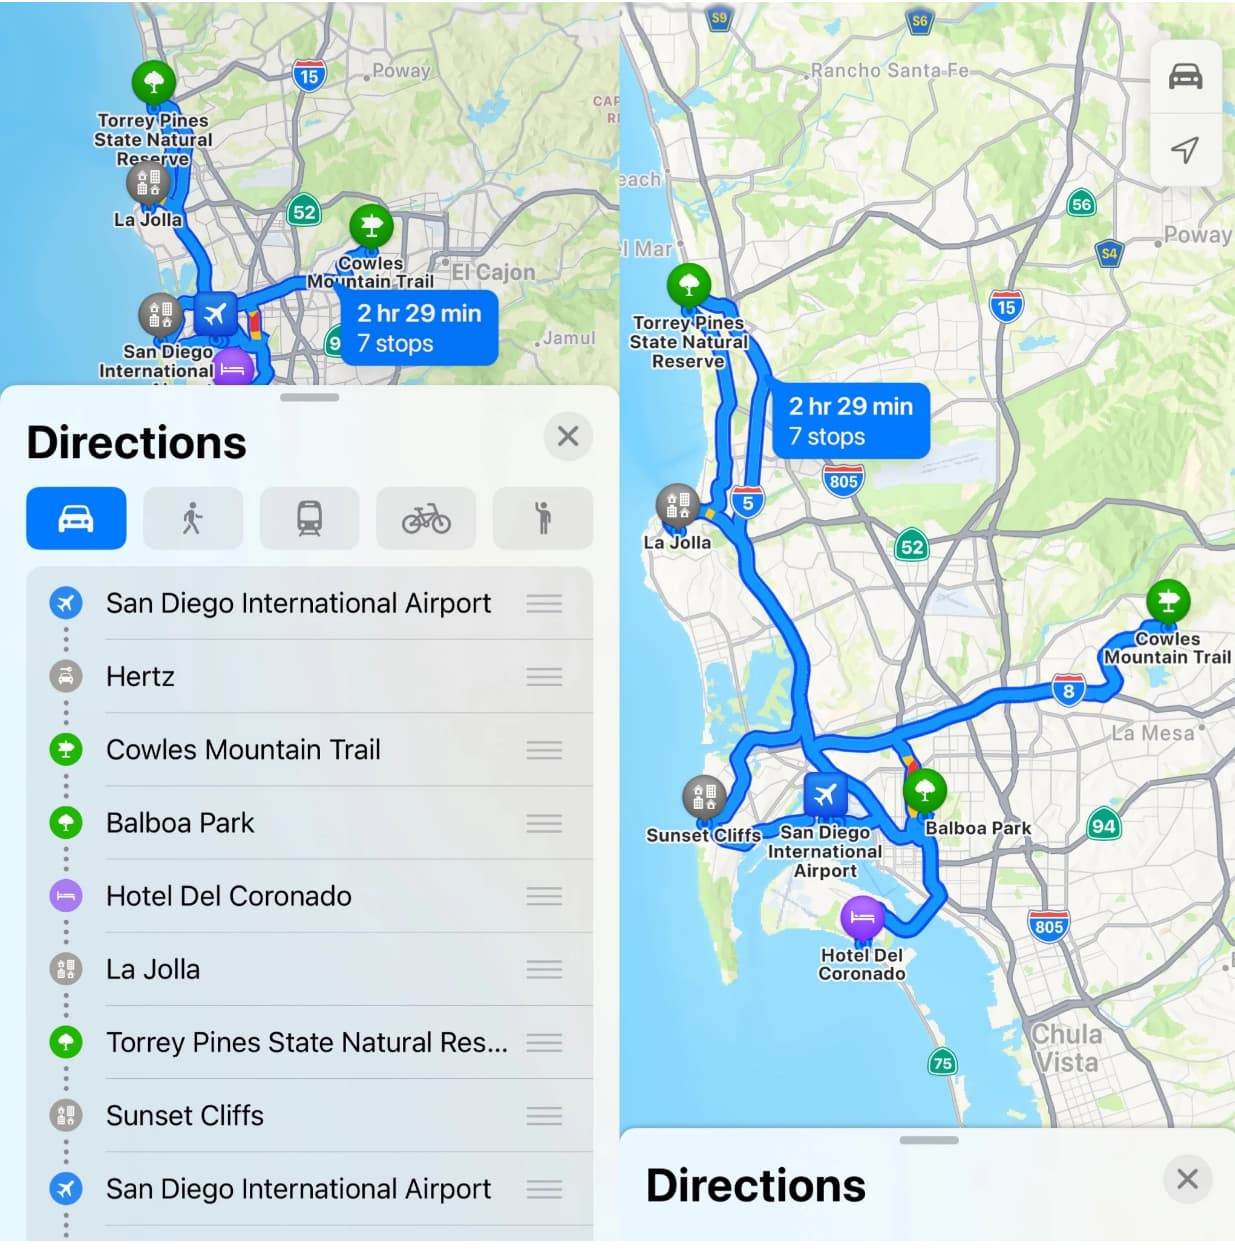 15
Poway
Torrey Pines
State Natural
Reserve
La Jolla
52
Cowles
Mountain Trail
El Cajon
2 hr 29 min
7 stops
9
Jamul
San Diego
International
Directions
San Diego International Airport
Hertz
Cowles Mountain Trail
Balboa Park
Hotel Del Coronado
La Jolla
Torrey Pines State Natural Res...
Sunset Cliffs
San Diego International Airport
S9
S6
Rancho Santa Fe
each
56
l Mar
S4
Poway
15
Torrey Pines
State Natural
Reserve
2 hr 29 min
7 stops
805
5
La Jolla
52
Cowles
Mountain Trail
8
La Mesa
Sunset Cliffs
San Diego
International
Airport
Balboa Park
94
Hotel Del
Coronado
805
Chula
Vista
75
Directions